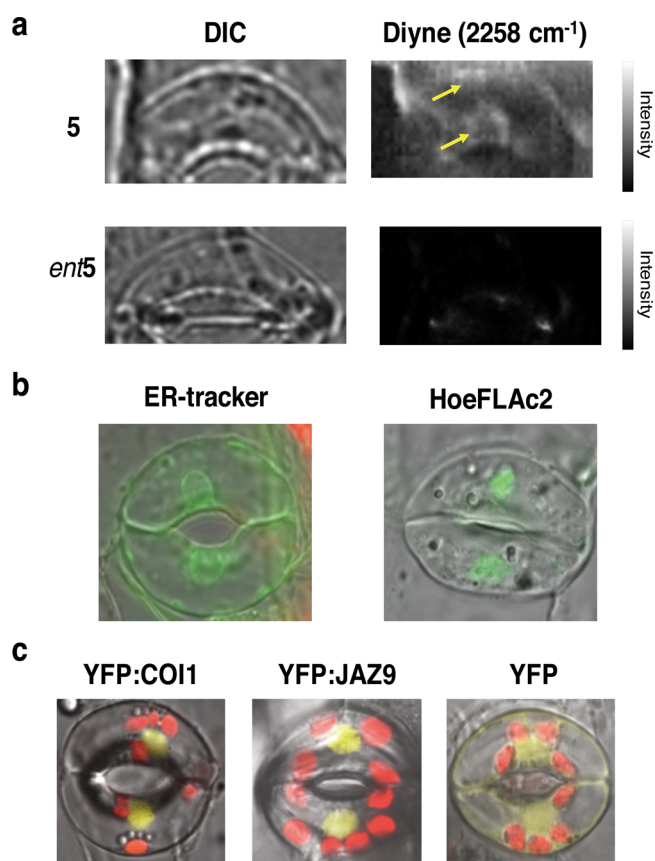 a
DIC
Diyne (2258 cm⁻¹)
5
Intensity
ent5
Intensity
b
ER-tracker
HoeFLAc2
c
YFP:COI1
YFP:JAZ9
YFP